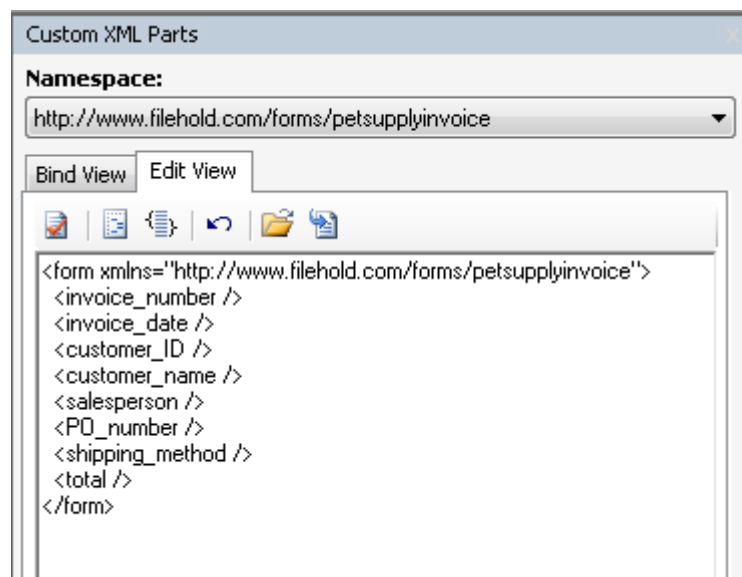 Custom XML Parts
Namespace:
http://www.filehold.com/forms/petsupplyinvoice
Bind View Edit View
<form xmlns="http://www.filehold.com/forms/petsupplyinvoice">
<invoice_number />
<invoice_date />
<customer_ID />
<customer_name />
<salesperson />
<PO_number />
<shipping_method />
<total />
</form>